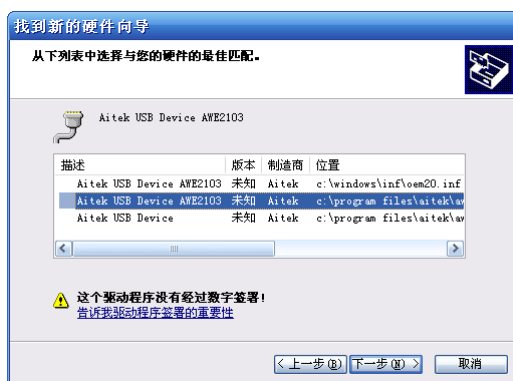 找到新的硬件向导
从下列表中选择与您的硬件的最佳匹配。
Aitek USB Device AWE2103
描述 版本 制造商 位置
Aitek USB Device AWE2103 未知 Aitek c:\windows\inf\oem20.inf
Aitek USB Device AWE2103 未知 Aitek c:\program files\aitek\aw
Aitek USB Device 未知 Aitek c:\program files\aitek\aw
这个驱动程序没有经过数字签署!
告诉我驱动程序签署的重要性
< 上一步(B) 下一步(N) > 取消